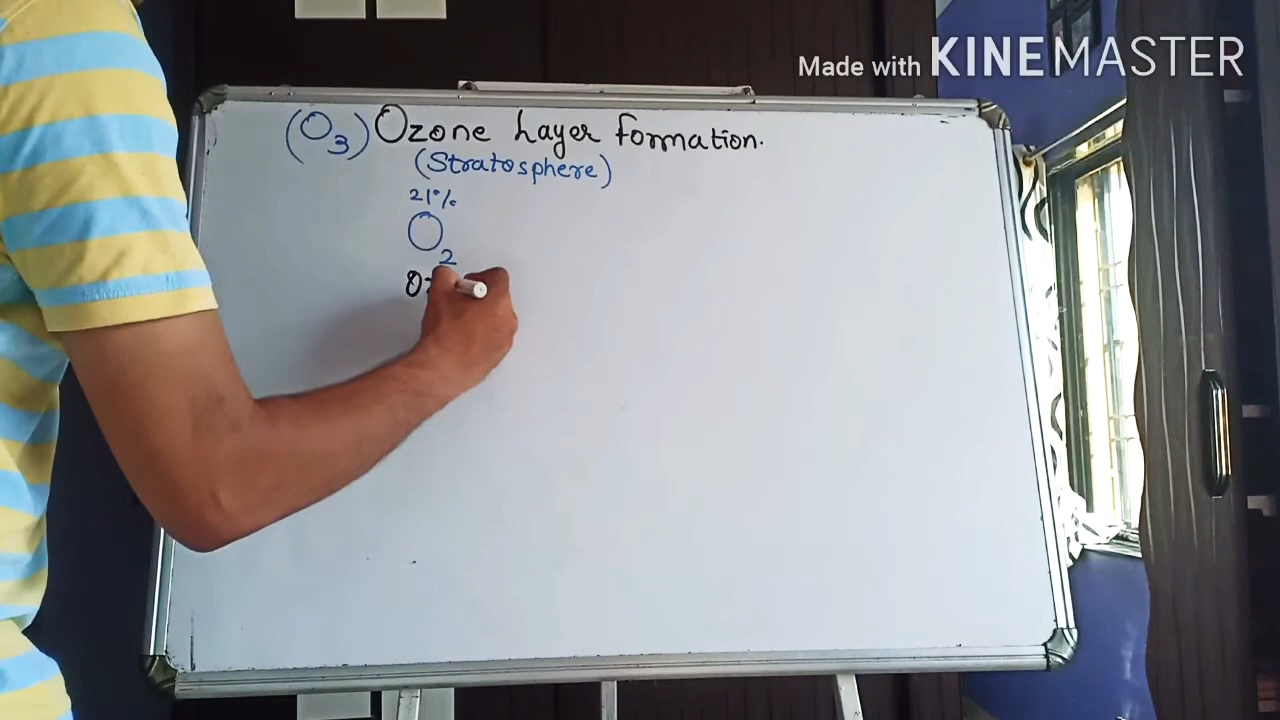 Made with KINEMASTER
(O3) Ozone Layer Formation.
(Stratosphere)
21%
O2